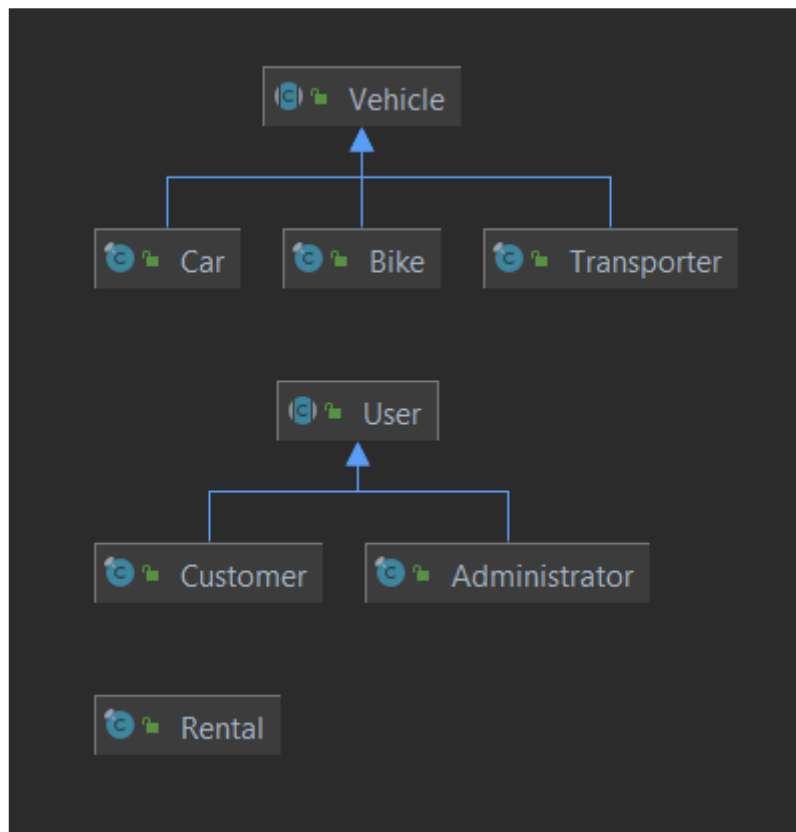 Vehicle
Car Bike Transporter
User
Customer Administrator
Rental